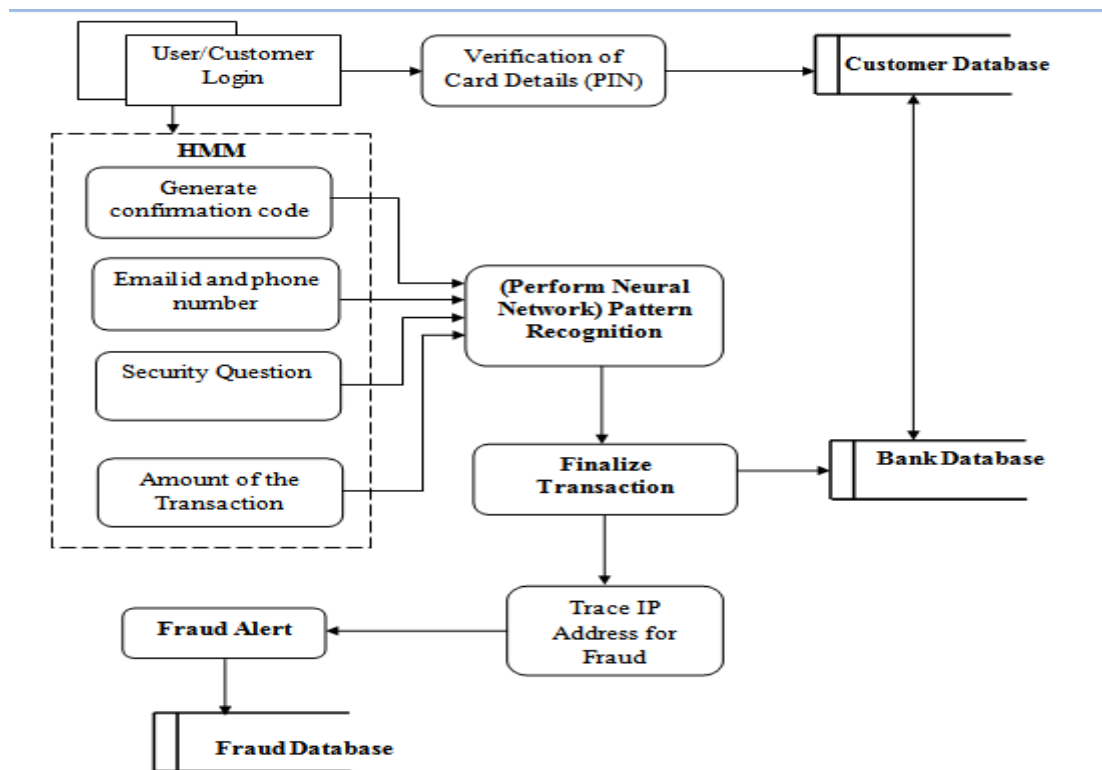 User/Customer
Login
Verification of
Card Details (PIN)
Customer Database
HMM
Generate
confirmation code
Email id and phone
number
(Perform Neural
Network) Pattern
Recognition
Security Question
Amount of the
Transaction
Finalize
Transaction
Bank Database
Trace IP
Address for
Fraud
Fraud Alert
Fraud Database